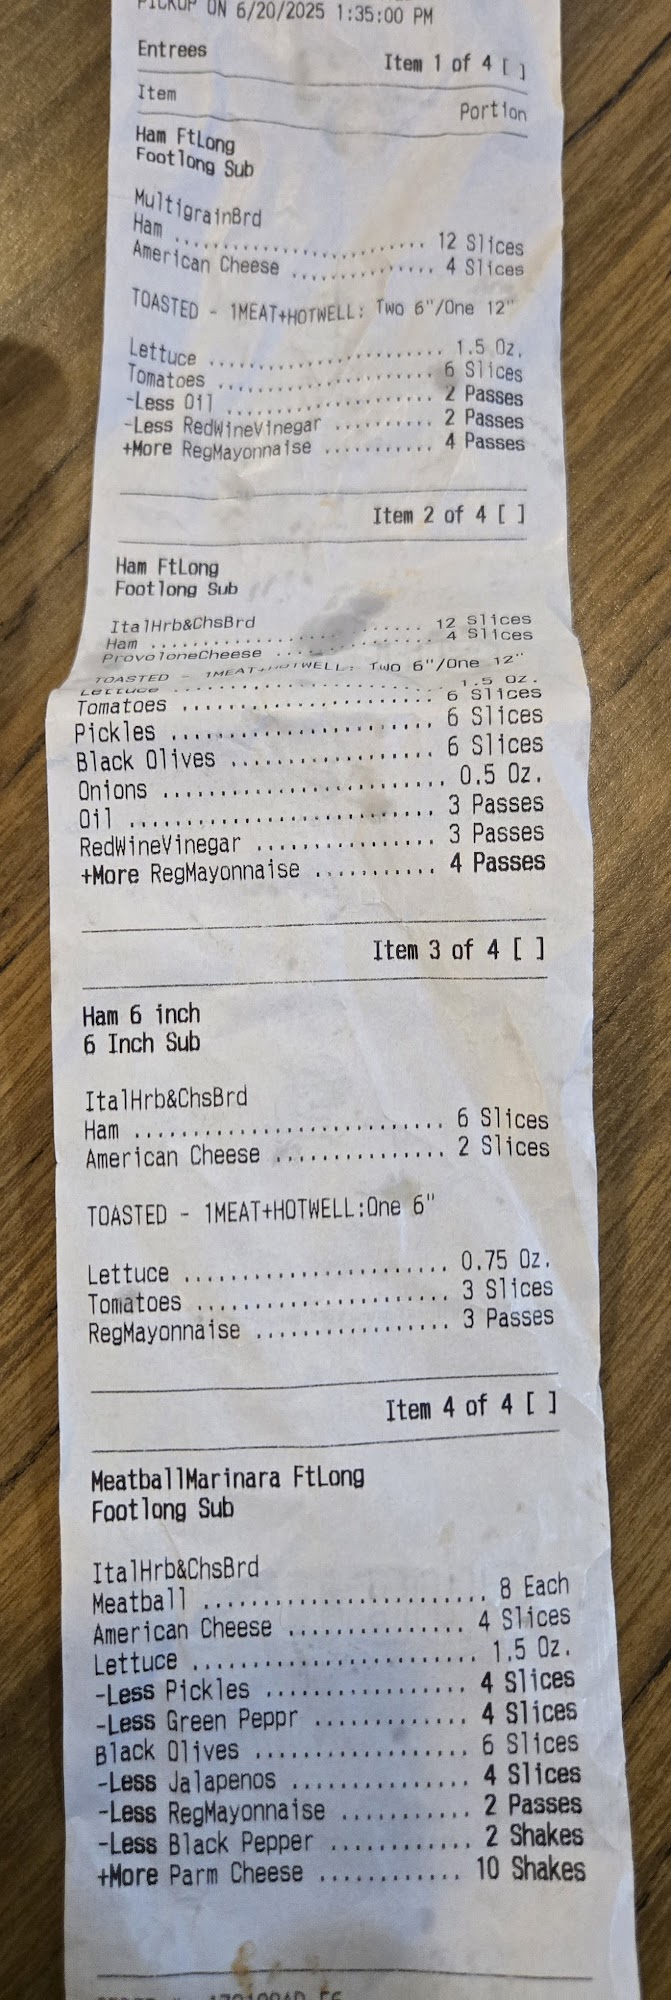 PICKUP ON 6/20/2025 1:35:00 PM
Entrees Item 1 of 4 [ ]
Item Portion
Ham FtLong
Footlong Sub
MultigrainBrd
Ham .......................... 12 Slices
American Cheese .............. 4 Slices
TOASTED - 1MEAT+HOTWELL: Two 6"/One 12"
Lettuce ........................ 1.5 Oz.
Tomatoes ....................... 6 Slices
-Less Oil ...................... 2 Passes
-Less RedWineVinegar .......... 2 Passes
+More RegMayonnaise ........... 4 Passes
Item 2 of 4 [ ]
Ham FtLong
Footlong Sub
ItalHrb&ChsBrd
Ham .......................... 12 Slices
ProvoloneCheese .............. 4 Slices
TOASTED - 1MEAT+HOTWELL: Two 6"/One 12"
Lettuce ........................ 1.5 Oz.
Tomatoes ....................... 6 Slices
Pickles ........................ 6 Slices
Black Olives ................... 6 Slices
Onions ......................... 0.5 Oz.
Oil ............................ 3 Passes
RedWineVinegar ................ 3 Passes
+More RegMayonnaise ........... 4 Passes
Item 3 of 4 [ ]
Ham 6 inch
6 Inch Sub
ItalHrb&ChsBrd
Ham ........................... 6 Slices
American Cheese ............... 2 Slices
TOASTED - 1MEAT+HOTWELL:One 6"
Lettuce ....................... 0.75 Oz.
Tomatoes ...................... 3 Slices
RegMayonnaise ................. 3 Passes
Item 4 of 4 [ ]
MeatballMarinara FtLong
Footlong Sub
ItalHrb&ChsBrd
Meatball ........................ 8 Each
American Cheese ............... 4 Slices
Lettuce ........................ 1.5 Oz.
-Less Pickles ................. 4 Slices
-Less Green Peppr ............. 4 Slices
Black Olives .................. 6 Slices
-Less Jalapenos ............... 4 Slices
-Less RegMayonnaise ........... 2 Passes
-Less Black Pepper ............ 2 Shakes
+More Parm Cheese ............ 10 Shakes